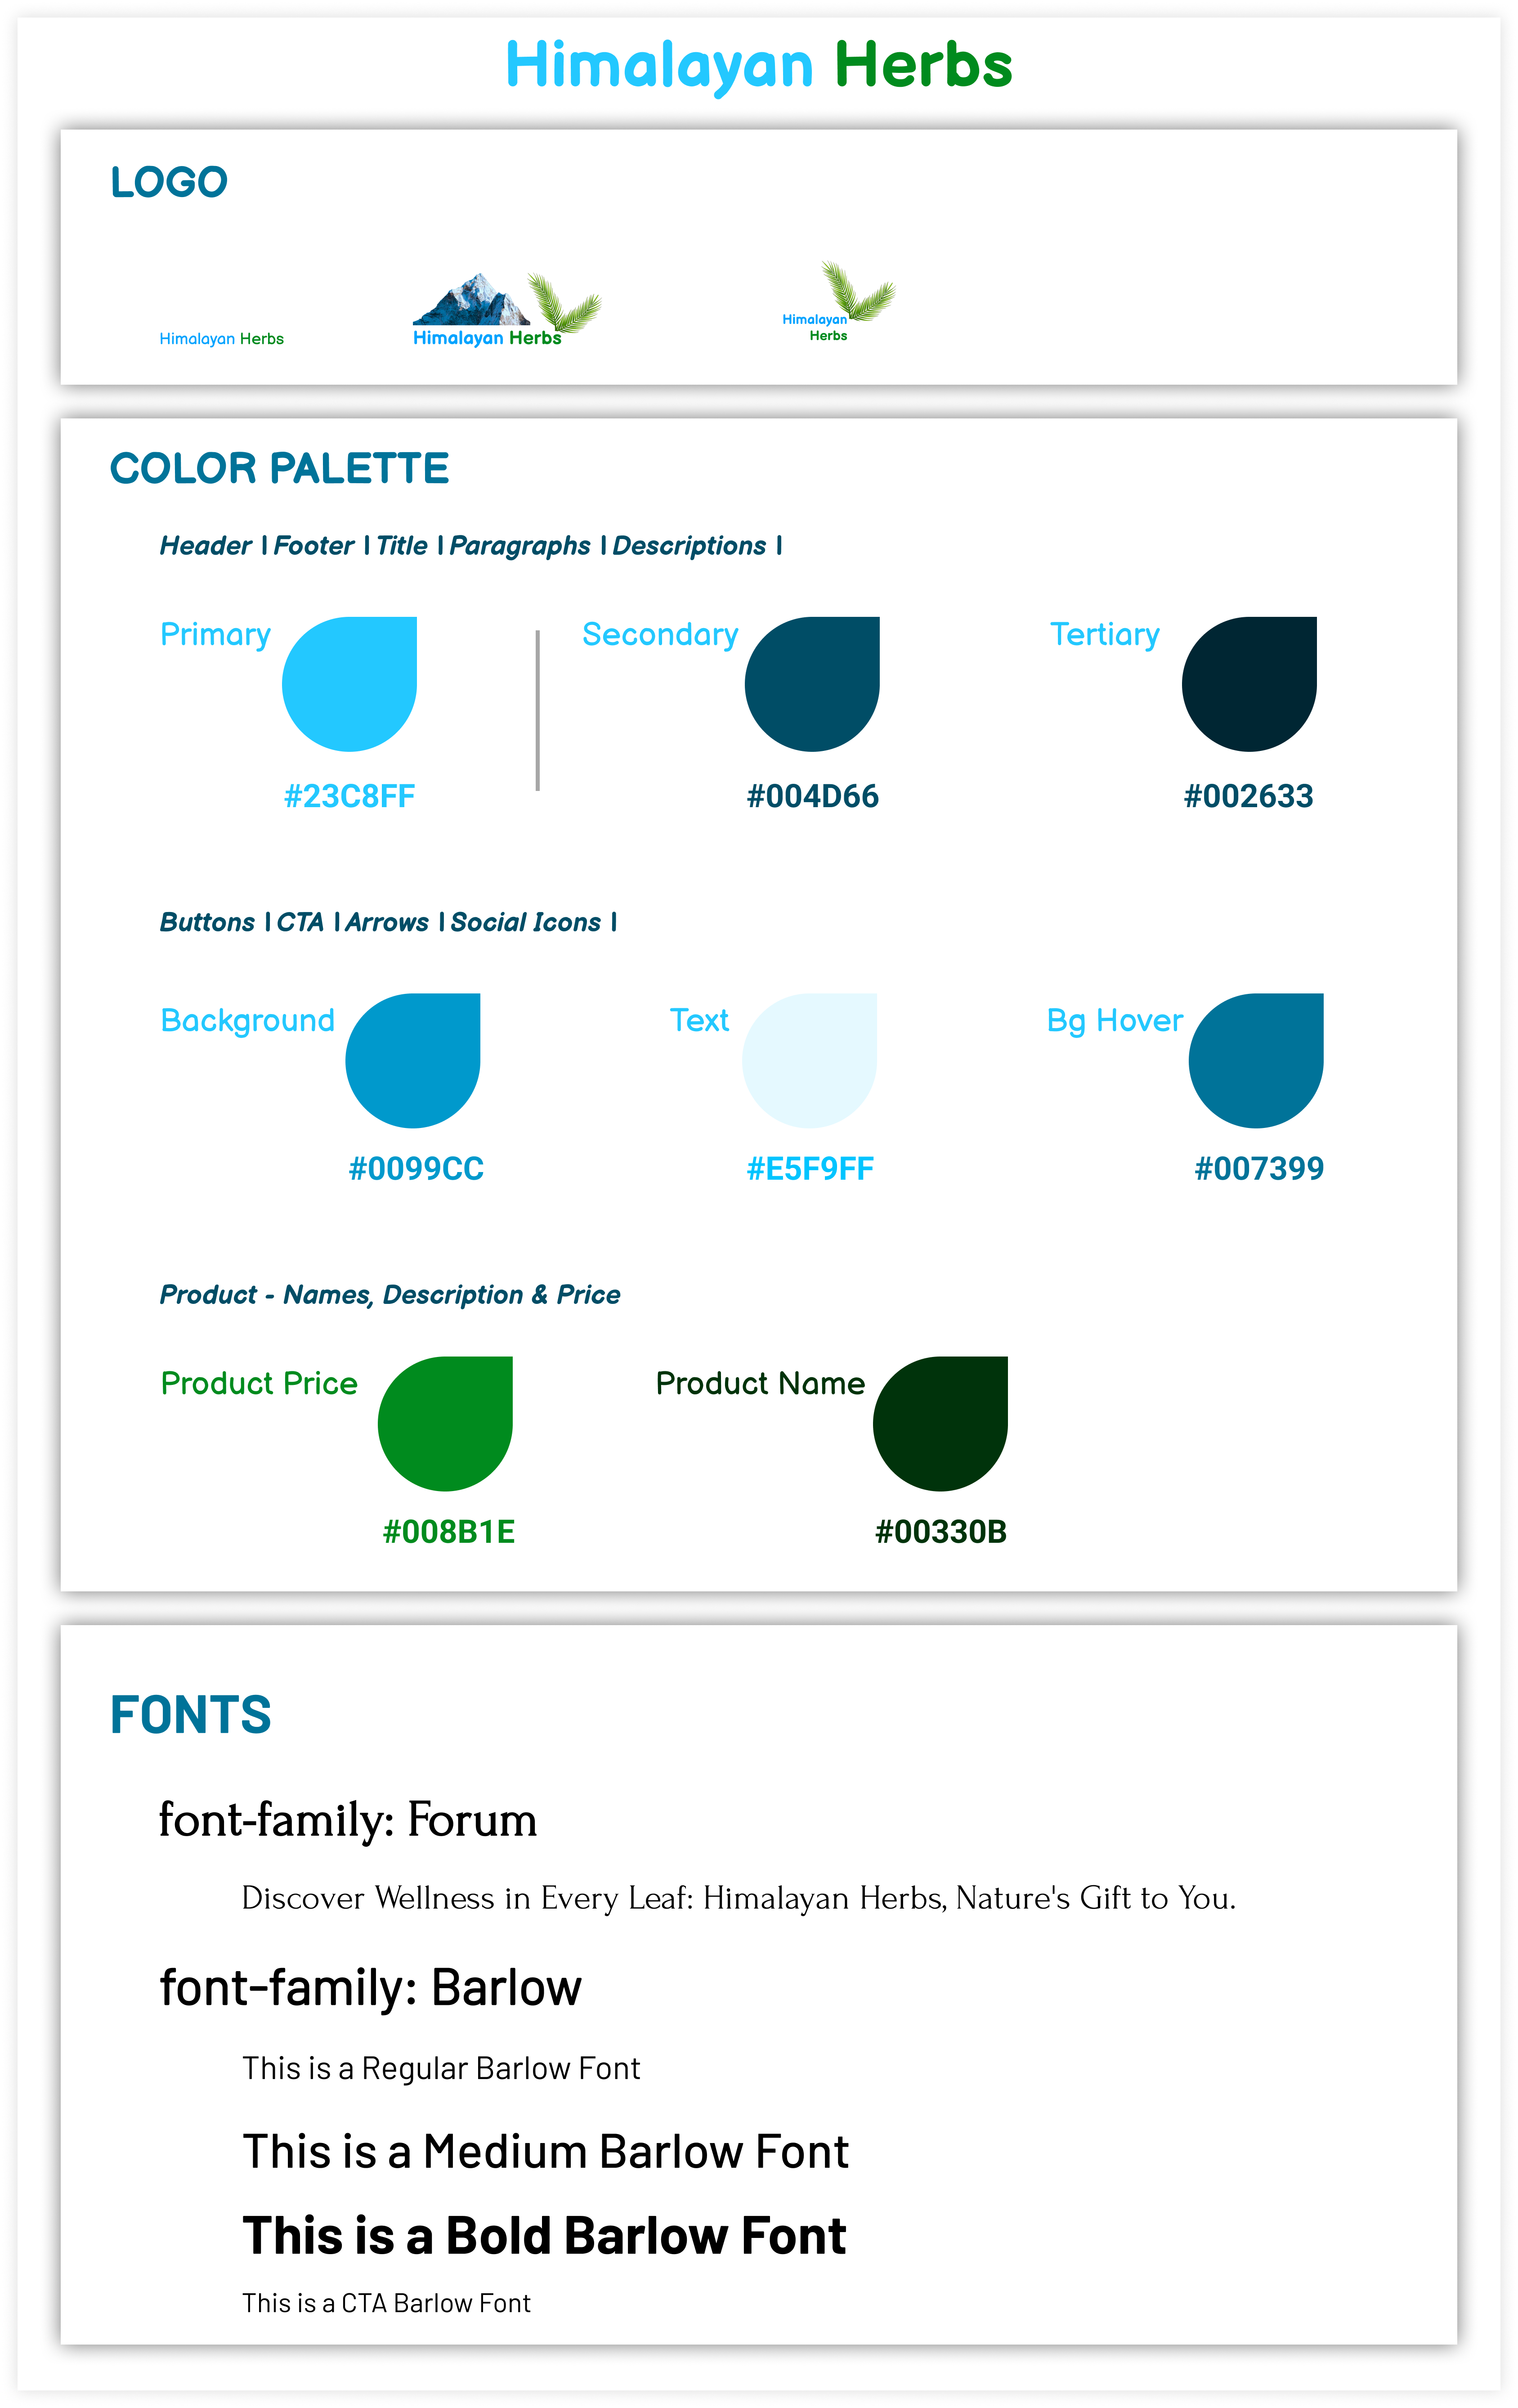 Himalayan Herbs
LOGO
Himalayan Herbs
Himalayan Herbs
Himalayan
Herbs
COLOR PALETTE
Header | Footer | Title | Paragraphs | Descriptions |
Primary
Secondary
Tertiary
#23C8FF
#004D66
#002633
Buttons | CTA | Arrows | Social Icons |
Background
Text
Bg Hover
#0099CC
#E5F9FF
#007399
Product - Names, Description & Price
Product Price
Product Name
#008B1E
#00330B
FONTS
font-family: Forum
Discover Wellness in Every Leaf: Himalayan Herbs, Nature's Gift to You.
font-family: Barlow
This is a Regular Barlow Font
This is a Medium Barlow Font
This is a Bold Barlow Font
This is a CTA Barlow Font